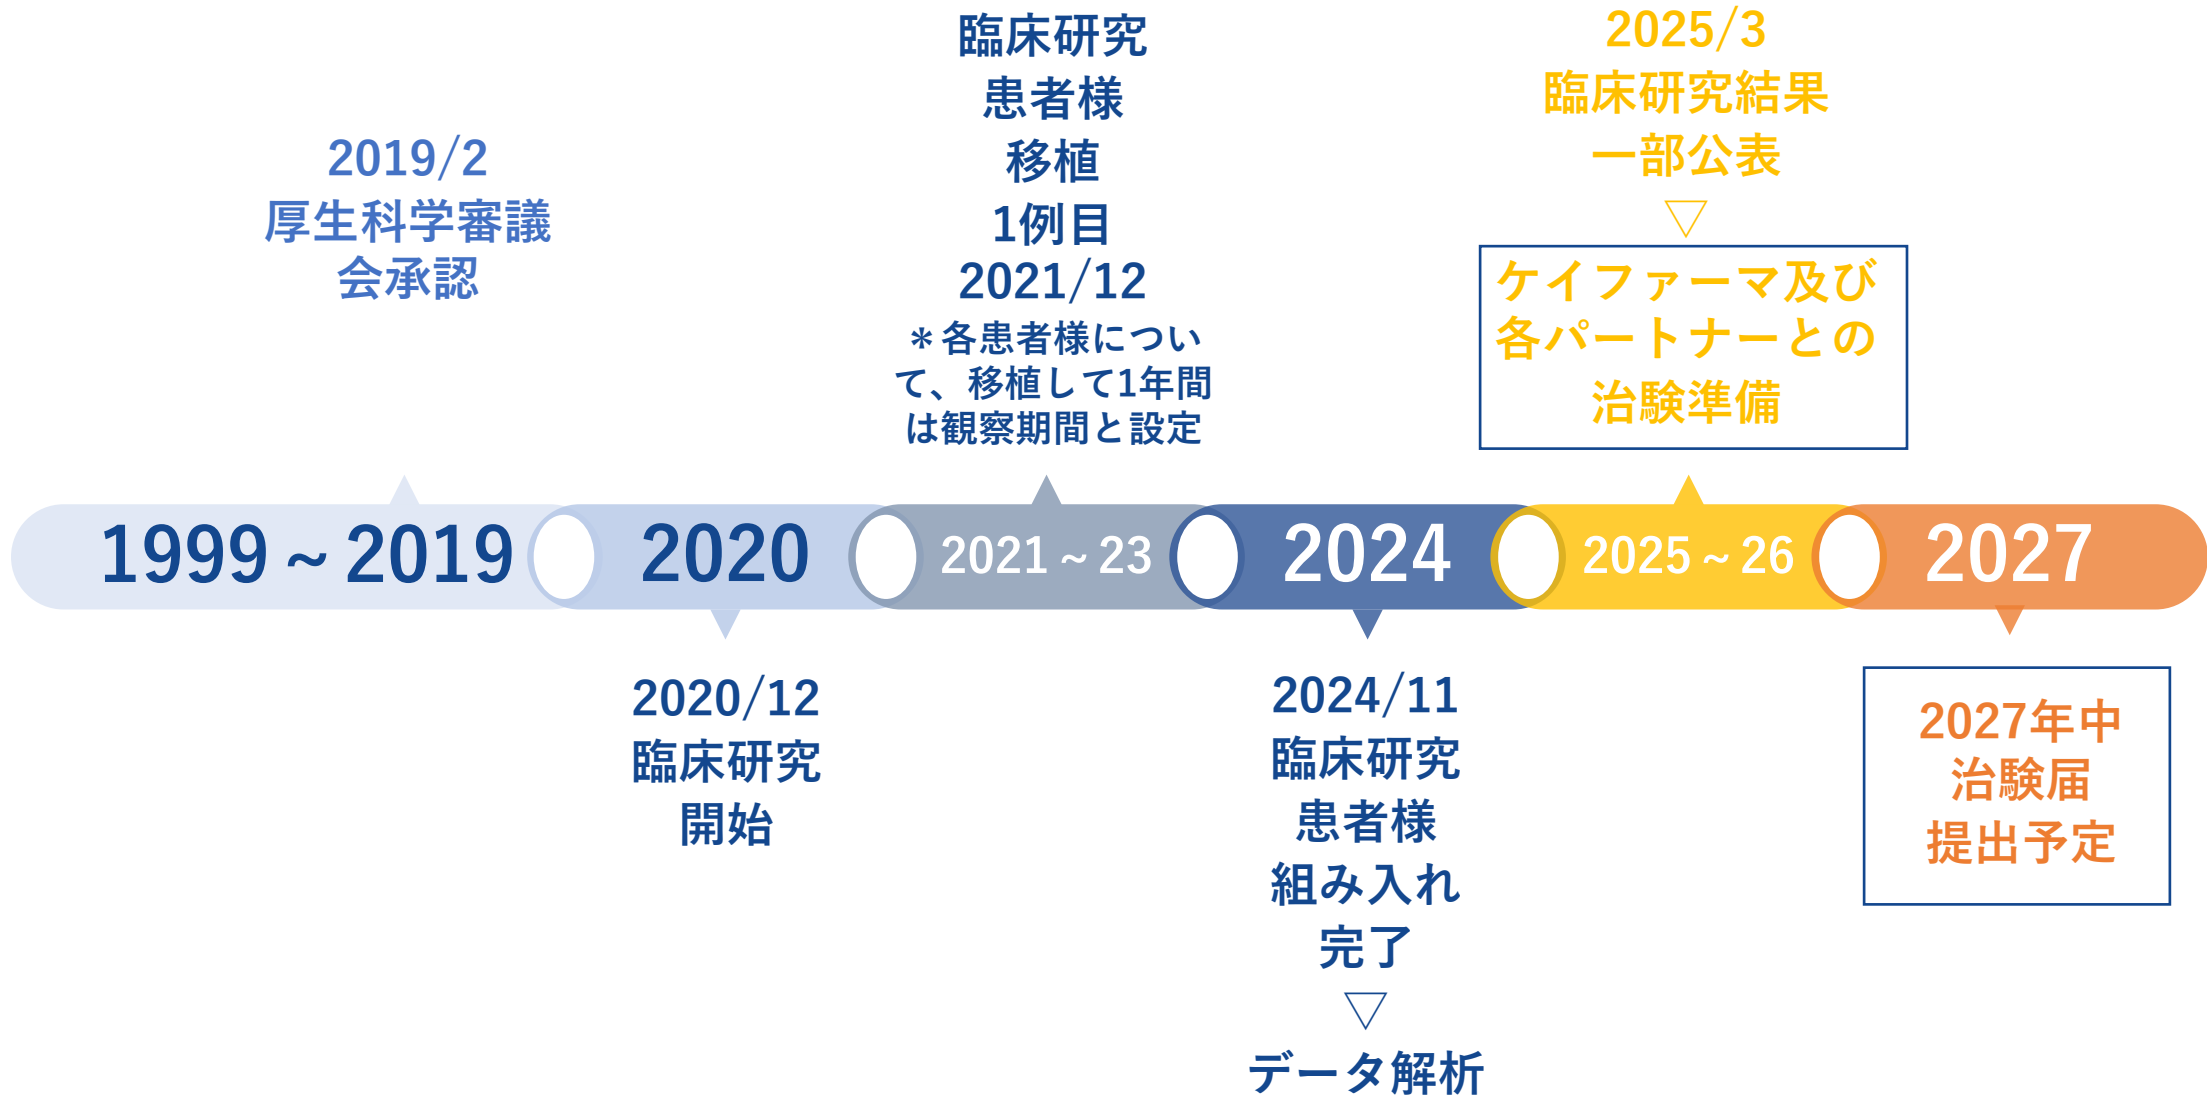 2019/2
厚生科学審議
会承認
臨床研究
患者様
移植
1例目
2021/12
＊各患者様につい
て、移植して1年間
は観察期間と設定
2025/3
臨床研究結果
一部公表
ケイファーマ及び
各パートナーとの
治験準備
1999～2019
2020
2021～23
2024
2025～26
2027
2020/12
臨床研究
開始
2024/11
臨床研究
患者様
組み入れ
完了
データ解析
2027年中
治験届
提出予定